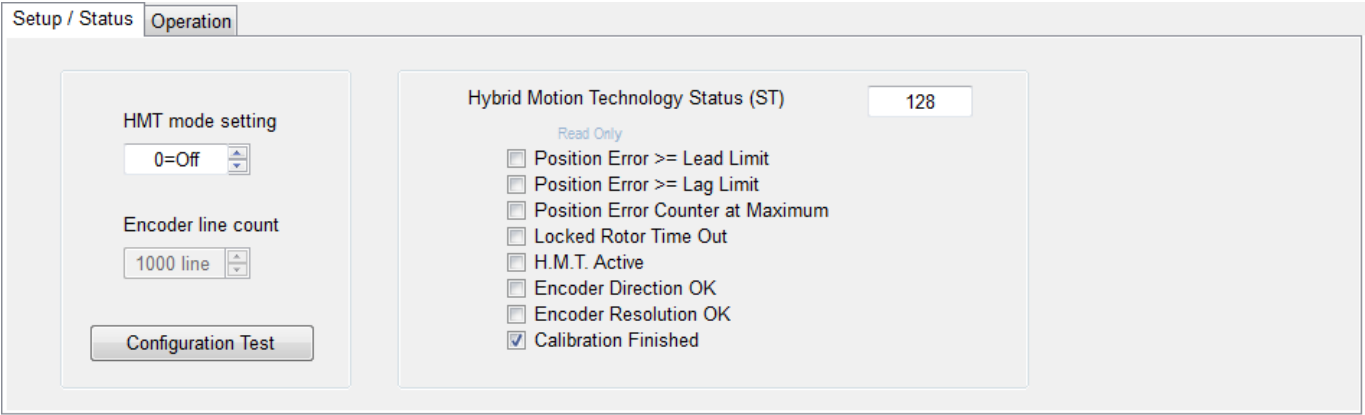 Setup / Status
Operation
HMT mode setting
0=Off
Encoder line count
1000 line
Configuration Test
Hybrid Motion Technology Status (ST)
128
Read Only
Position Error >= Lead Limit
Position Error >= Lag Limit
Position Error Counter at Maximum
Locked Rotor Time Out
H.M.T. Active
Encoder Direction OK
Encoder Resolution OK
Calibration Finished